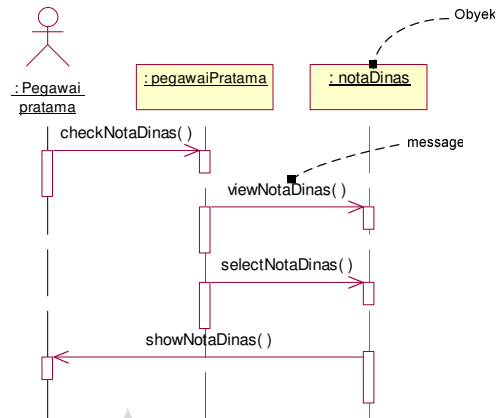 Obyek
: Pegawai
pratama
: pegawaiPratama
: notaDinas
checkNotaDinas( )
message
viewNotaDinas( )
selectNotaDinas( )
showNotaDinas( )